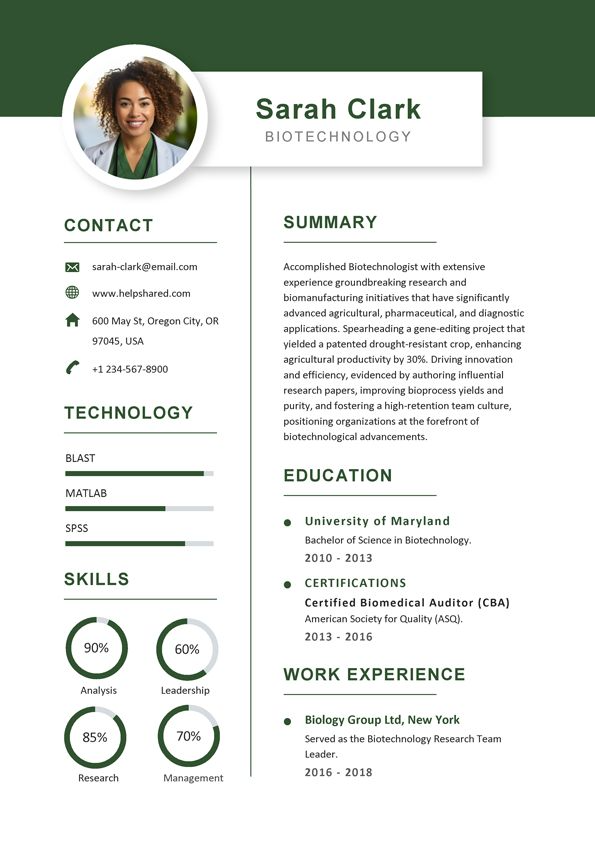 Sarah Clark
BIOTECHNOLOGY
CONTACT
sarah-clark@email.com
www.helpshared.com
600 May St, Oregon City, OR
97045, USA
+1 234-567-8900
TECHNOLOGY
BLAST
MATLAB
SPSS
SKILLS
90%
60%
Analysis
Leadership
85%
70%
Research
Management
SUMMARY
Accomplished Biotechnologist with extensive
experience groundbreaking research and
biomanufacturing initiatives that have significantly
advanced agricultural, pharmaceutical, and diagnostic
applications. Spearheading a gene-editing project that
yielded a patented drought-resistant crop, enhancing
agricultural productivity by 30%. Driving innovation
and efficiency, evidenced by authoring influential
research papers, improving bioprocess yields and
purity, and fostering a high-retention team culture,
positioning organizations at the forefront of
biotechnological advancements.
EDUCATION
University of Maryland
Bachelor of Science in Biotechnology.
2010 - 2013
CERTIFICATIONS
Certified Biomedical Auditor (CBA)
American Society for Quality (ASQ).
2013 - 2016
WORK EXPERIENCE
Biology Group Ltd, New York
Served as the Biotechnology Research Team
Leader.
2016 - 2018